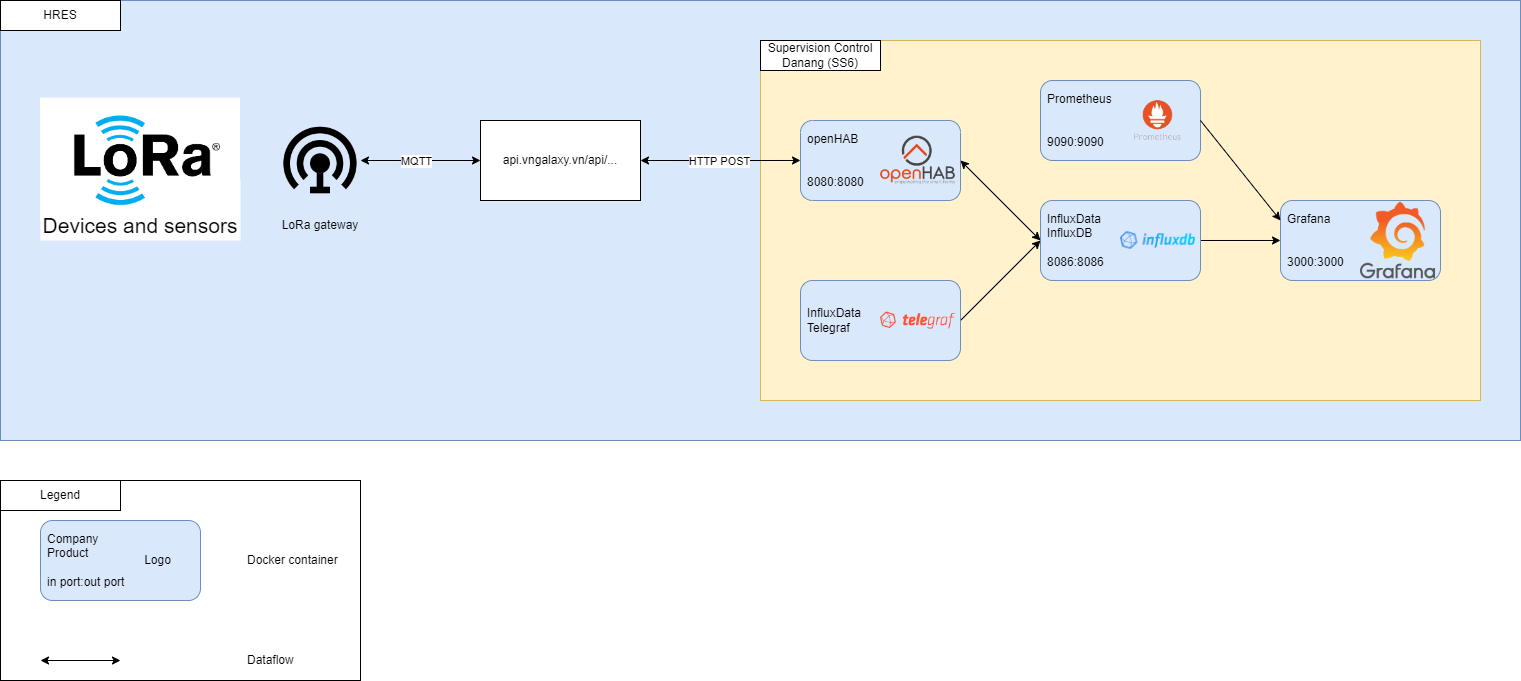 HRES
Supervision Control
Danang (SS6)
LoRa®
Devices and sensors
LoRa gateway
MQTT
api.vngalaxy.vn/api/...
HTTP POST
openHAB
8080:8080
openHAB
Prometheus
9090:9090
Prometheus
InfluxData
InfluxDB
8086:8086
influxdb
InfluxData
Telegraf
telegraf
Grafana
3000:3000
Grafana
Legend
Company
Product
in port:out port
Logo
Docker container
Dataflow